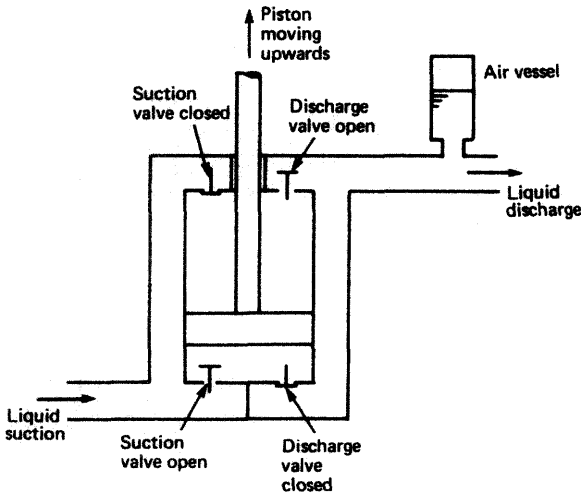 Piston
moving
upwards
Air vessel
Suction
valve closed
Discharge
valve open
Liquid
discharge
Liquid
suction
Suction
valve open
Discharge
valve
closed